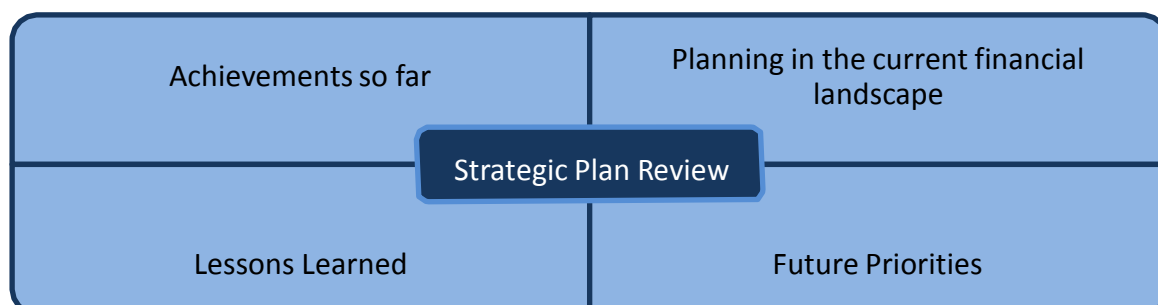 Achievements so far
Planning in the current financial
landscape
Strategic Plan Review
Lessons Learned
Future Priorities